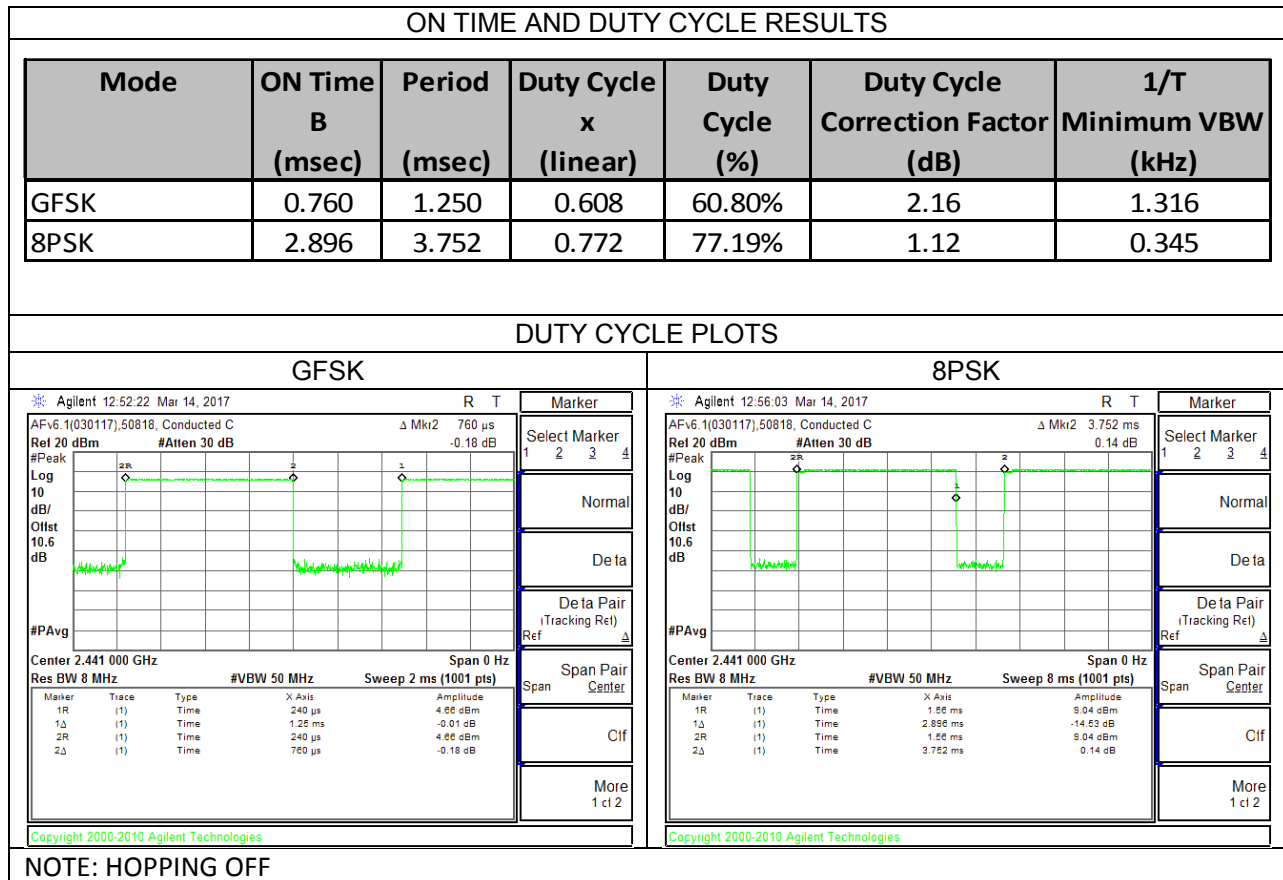 ON TIME AND DUTY CYCLE RESULTS
Mode ON Time Period Duty Cycle Duty Duty Cycle 1/T
B x Cycle Correction Factor Minimum VBW
(msec) (msec) (linear) (%) (dB) (kHz)
GFSK 0.760 1.250 0.608 60.80% 2.16 1.316
8PSK 2.896 3.752 0.772 77.19% 1.12 0.345
DUTY CYCLE PLOTS
GFSK
Agilent 12:52:22 Mar 14, 2017 R T
AFv6.1(030117),50818, Conducted C Δ Mkr2 760 µs
Ref 20 dBm #Atten 30 dB -0.18 dB
#Peak
Log
10
dB/
Offst
10.6
dB
2R 2 1
#PAvg
Center 2.441 000 GHz Span 0 Hz
Res BW 8 MHz #VBW 50 MHz Sweep 2 ms (1001 pts)
Marker Trace Type X Axis Amplitude
1R (1) Time 240 µs 4.66 dBm
1Δ (1) Time 1.25 ms -0.01 dB
2R (1) Time 240 µs 4.66 dBm
2Δ (1) Time 760 µs -0.18 dB
Copyright 2000-2010 Agilent Technologies
Marker
Select Marker
1 2 3 4
Normal
Delta
Delta Pair
(Tracking Ref)
Ref Δ
Span Pair
Span Center
Off
More
1 of 2
8PSK
Agilent 12:56:03 Mar 14, 2017 R T
AFv6.1(030117),50818, Conducted C Δ Mkr2 3.752 ms
Ref 20 dBm #Atten 30 dB 0.14 dB
#Peak
Log
10
dB/
Offst
10.6
dB
2R 1 2
#PAvg
Center 2.441 000 GHz Span 0 Hz
Res BW 8 MHz #VBW 50 MHz Sweep 8 ms (1001 pts)
Marker Trace Type X Axis Amplitude
1R (1) Time 1.56 ms 9.04 dBm
1Δ (1) Time 2.896 ms -14.53 dB
2R (1) Time 1.56 ms 9.04 dBm
2Δ (1) Time 3.752 ms 0.14 dB
Copyright 2000-2010 Agilent Technologies
Marker
Select Marker
1 2 3 4
Normal
Delta
Delta Pair
(Tracking Ref)
Ref Δ
Span Pair
Span Center
Off
More
1 of 2
NOTE: HOPPING OFF